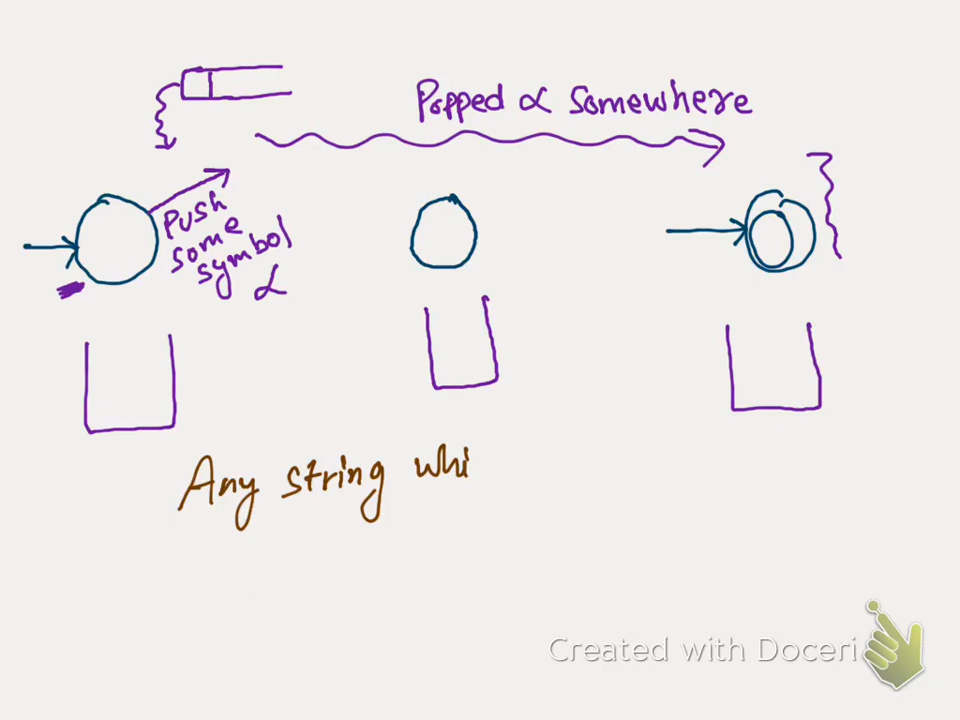 Popped α somewhere
Push
some
symbol
α
Any string whi
Created with Doceri